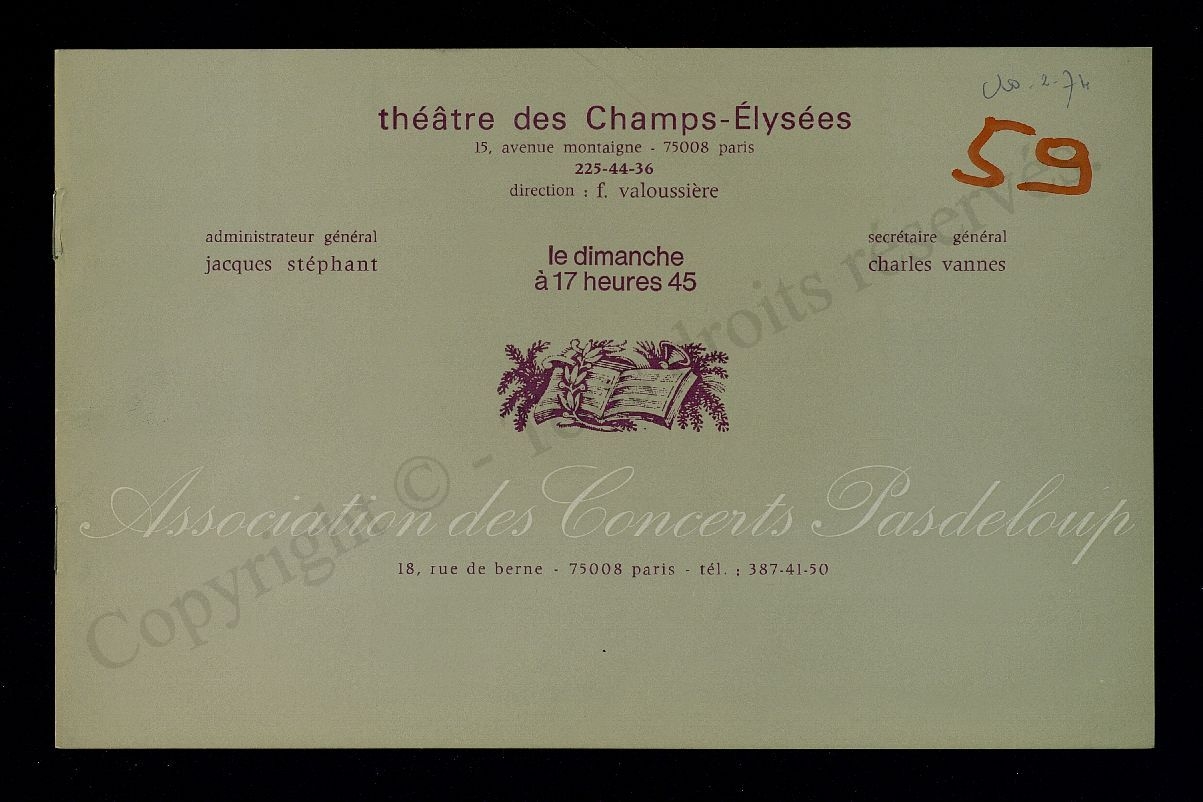 théâtre des Champs-Élysées
15, avenue montaigne - 75008 paris
225-44-36
direction : f. valoussière
59
administrateur général
jacques stéphant
le dimanche
à 17 heures 45
secrétaire général
charles vannes
Association des Concerts Pasdeloup
18, rue de berne - 75008 paris - tél. : 387-41-50
Copyright © - Tous droits réservés.